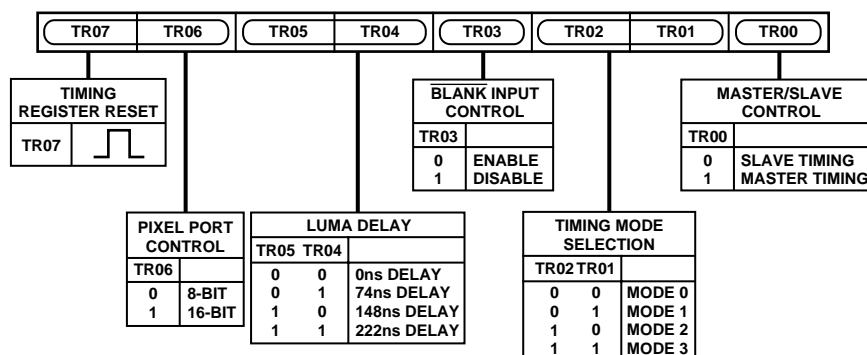 TR07 TR06 TR05 TR04 TR03 TR02 TR01 TR00
TIMING
REGISTER RESET
TR07
BLANK INPUT
CONTROL
TR03
0 ENABLE
1 DISABLE
MASTER/SLAVE
CONTROL
TR00
0 SLAVE TIMING
1 MASTER TIMING
PIXEL PORT
CONTROL
TR06
0 8-BIT
1 16-BIT
LUMA DELAY
TR05 TR04
0 0 0ns DELAY
0 1 74ns DELAY
1 0 148ns DELAY
1 1 222ns DELAY
TIMING MODE
SELECTION
TR02 TR01
0 0 MODE 0
0 1 MODE 1
1 0 MODE 2
1 1 MODE 3